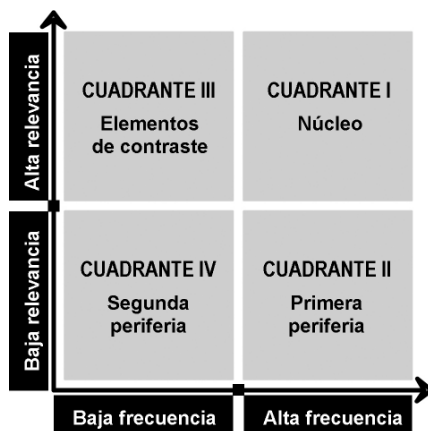 Alta relevancia
CUADRANTE III
Elementos
de contraste
CUADRANTE I
Núcleo
Baja relevancia
CUADRANTE IV
Segunda
periferia
CUADRANTE II
Primera
periferia
Baja frecuencia
Alta frecuencia